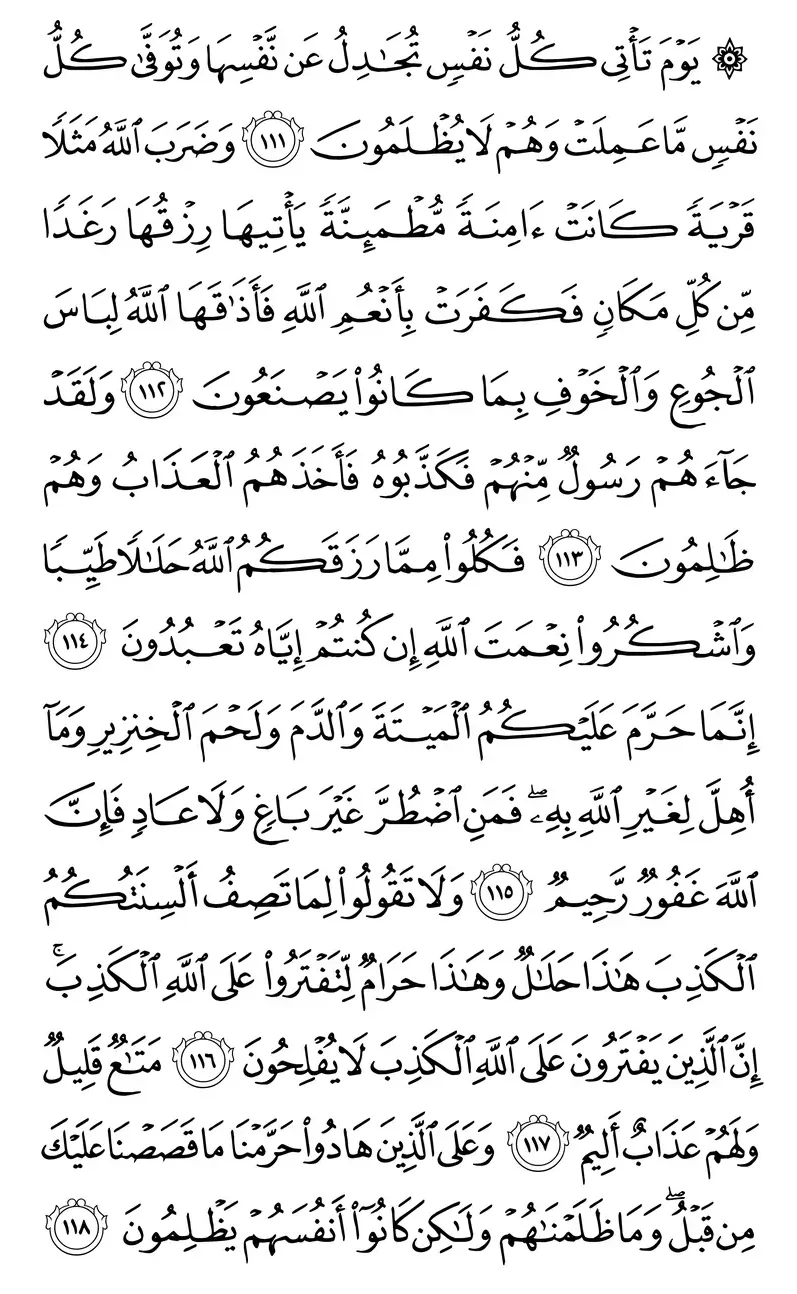 ۞ يَوْمَ تَأْتِى كُلُّ نَفْسٍ تُجَـٰدِلُ عَن نَّفْسِهَا وَتُوَفَّىٰ كُلُّ
نَفْسٍ مَّا عَمِلَتْ وَهُمْ لَا يُظْلَمُونَ ١١١ وَضَرَبَ ٱللَّهُ مَثَلًا
قَرْيَةً كَانَتْ ءَامِنَةً مُّطْمَئِنَّةً يَأْتِيهَا رِزْقُهَا رَغَدًا
مِّن كُلِّ مَكَانٍ فَكَفَرَتْ بِأَنْعُمِ ٱللَّهِ فَأَذَٰقَهَا ٱللَّهُ لِبَاسَ
ٱلْجُوعِ وَٱلْخَوْفِ بِمَا كَانُوا۟ يَصْنَعُونَ ١١٢ وَلَقَدْ
جَآءَهُمْ رَسُولٌ مِّنْهُمْ فَكَذَّبُوهُ فَأَخَذَهُمُ ٱلْعَذَابُ وَهُمْ
ظَـٰلِمُونَ ١١٣ فَكُلُوا۟ مِمَّا رَزَقَكُمُ ٱللَّهُ حَلَـٰلًا طَيِّبًا
وَٱشْكُرُوا۟ نِعْمَتَ ٱللَّهِ إِن كُنتُمْ إِيَّاهُ تَعْبُدُونَ ١١٤
إِنَّمَا حَرَّمَ عَلَيْكُمُ ٱلْمَيْتَةَ وَٱلدَّمَ وَلَحْمَ ٱلْخِنزِيرِ وَمَآ
أُهِلَّ لِغَيْرِ ٱللَّهِ بِهِۦ ۖ فَمَنِ ٱضْطُرَّ غَيْرَ بَاغٍ وَلَا عَادٍ فَإِنَّ
ٱللَّهَ غَفُورٌ رَّحِيمٌ ١١٥ وَلَا تَقُولُوا۟ لِمَا تَصِفُ أَلْسِنَتُكُمُ
ٱلْكَذِبَ هَـٰذَا حَلَـٰلٌ وَهَـٰذَا حَرَامٌ لِّتَفْتَرُوا۟ عَلَى ٱللَّهِ ٱلْكَذِبَ ۚ
إِنَّ ٱلَّذِينَ يَفْتَرُونَ عَلَى ٱللَّهِ ٱلْكَذِبَ لَا يُفْلِحُونَ ١١٦ مَتَـٰعٌ قَلِيلٌ
وَلَهُمْ عَذَابٌ أَلِيمٌ ١١٧ وَعَلَى ٱلَّذِينَ هَادُوا۟ حَرَّمْنَا مَا قَصَصْنَا عَلَيْكَ
مِن قَبْلُ ۖ وَمَا ظَلَمْنَـٰهُمْ وَلَـٰكِن كَانُوٓا۟ أَنفُسَهُمْ يَظْلِمُونَ ١١٨